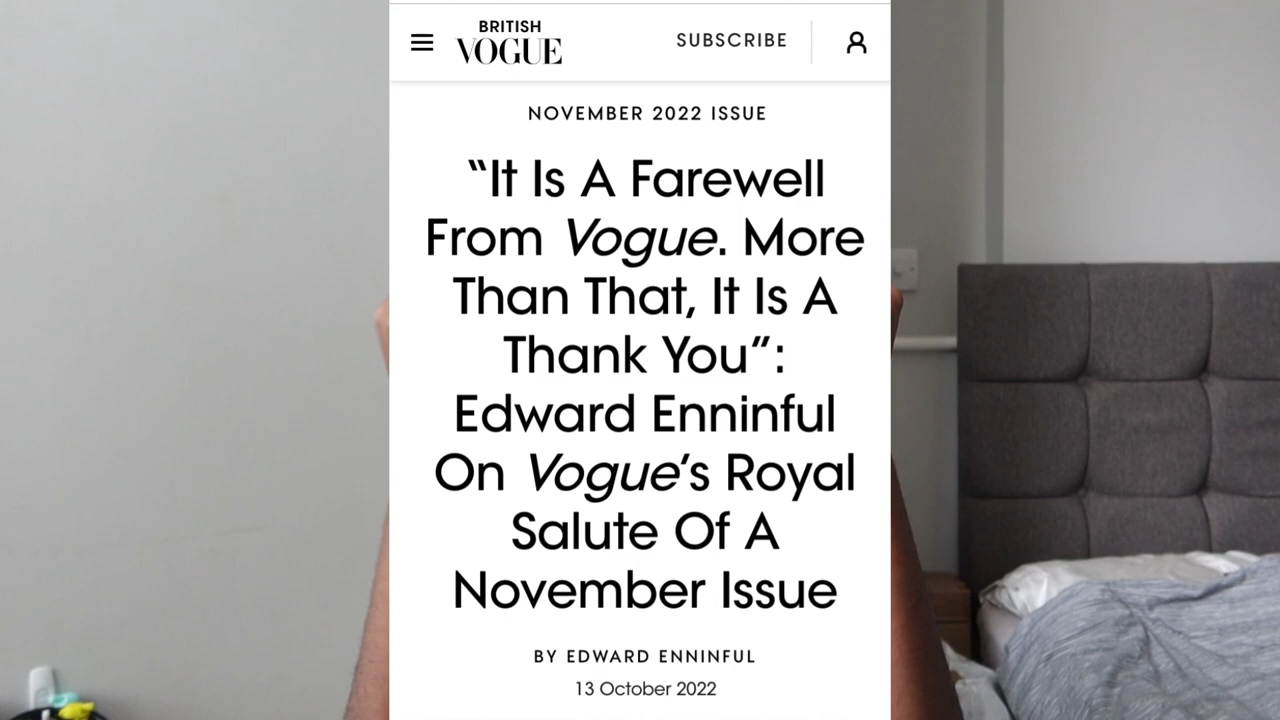 BRITISH
VOGUE
SUBSCRIBE
NOVEMBER 2022 ISSUE
“It Is A Farewell
From Vogue. More
Than That, It Is A
Thank You”:
Edward Enninful
On Vogue’s Royal
Salute Of A
November Issue
BY EDWARD ENNINFUL
13 October 2022